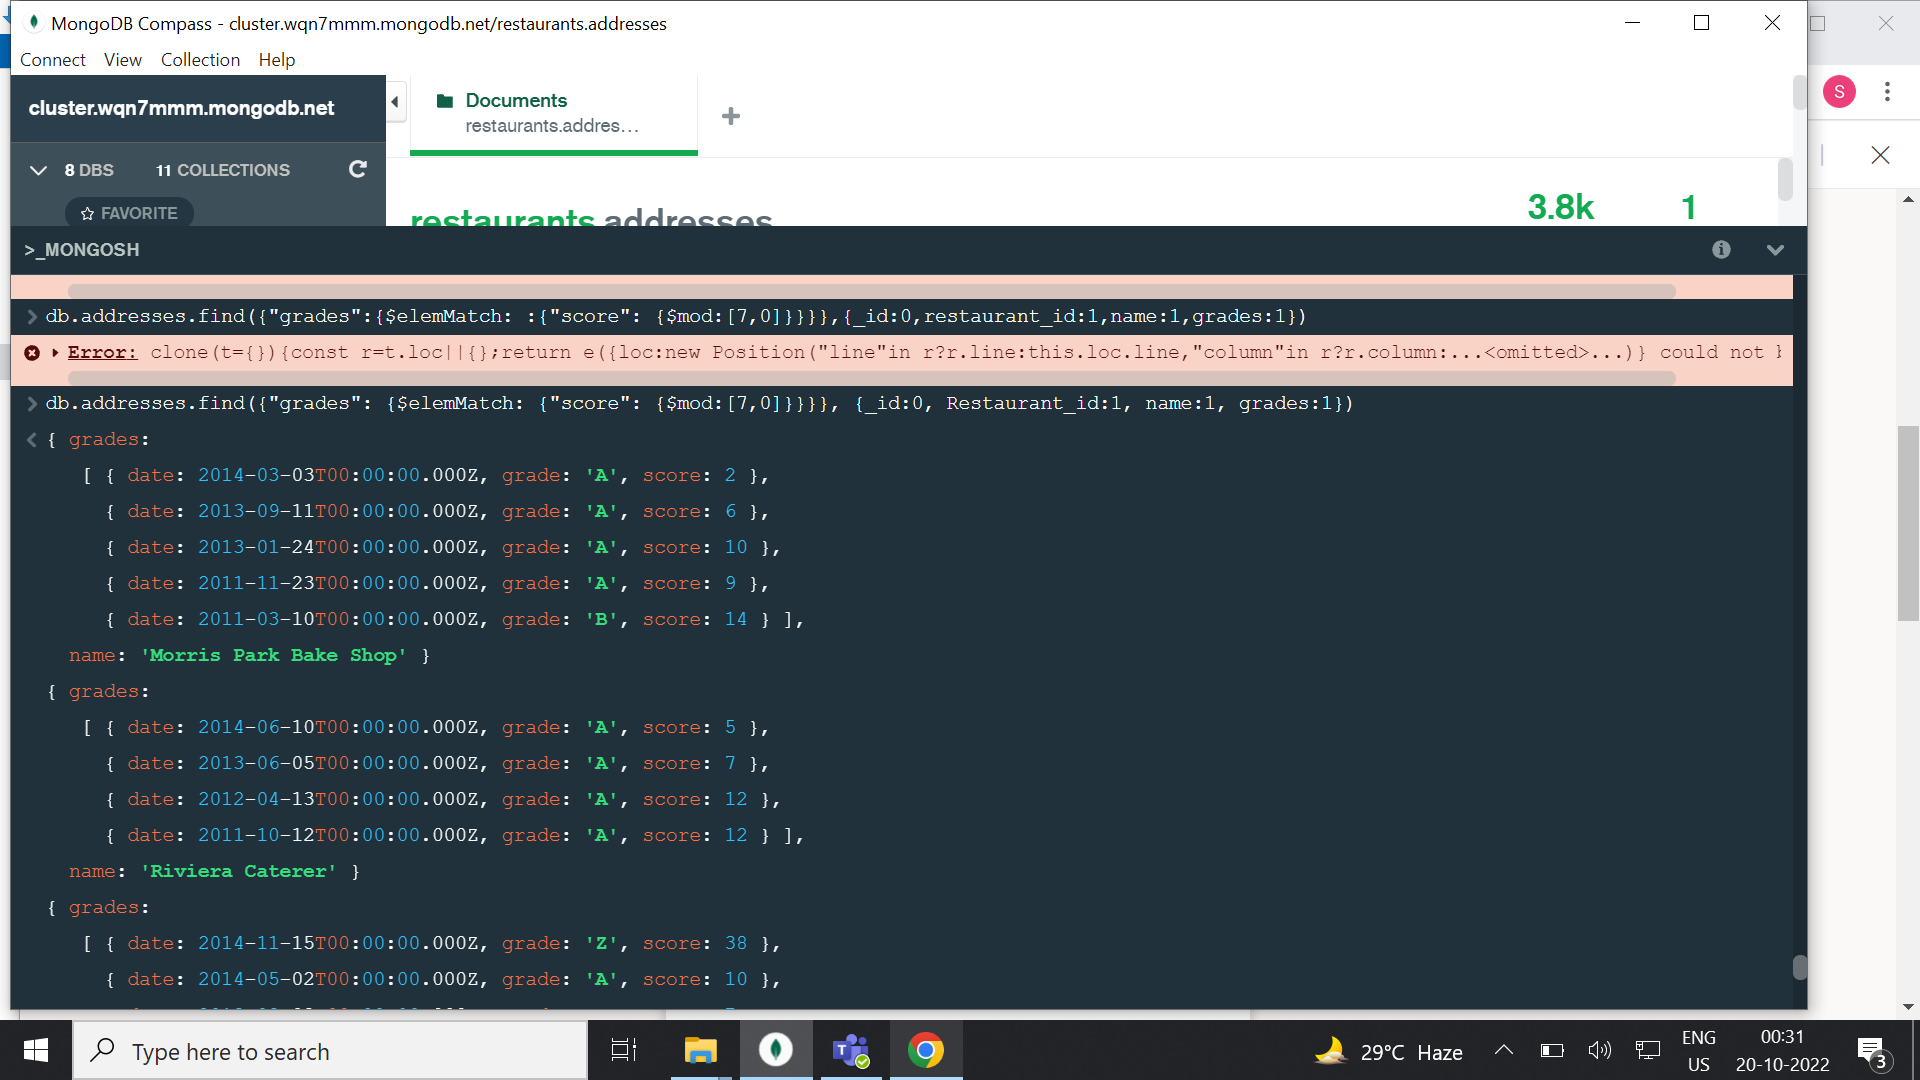 MongoDB Compass - cluster.wqn7mmm.mongodb.net/restaurants.addresses
Connect View Collection Help
cluster.wqn7mmm.mongodb.net
Documents
restaurants.addres...
S
8 DBS 11 COLLECTIONS
FAVORITE
restaurants.addresses
3.8k 1
>_MONGOSH
db.addresses.find({"grades":{$elemMatch: :{"score": {$mod:[7,0]}}}},{_id:0,restaurant_id:1,name:1,grades:1})
Error: clone(t={}){const r=t.loc||{};return e({loc:new Position("line"in r?r.line:this.loc.line,"column"in r?r.column:...<omitted>...)} could not
db.addresses.find({"grades": {$elemMatch: {"score": {$mod:[7,0]}}}}, {_id:0, Restaurant_id:1, name:1, grades:1})
{ grades:
[ { date: 2014-03-03T00:00:00.000Z, grade: 'A', score: 2 },
{ date: 2013-09-11T00:00:00.000Z, grade: 'A', score: 6 },
{ date: 2013-01-24T00:00:00.000Z, grade: 'A', score: 10 },
{ date: 2011-11-23T00:00:00.000Z, grade: 'A', score: 9 },
{ date: 2011-03-10T00:00:00.000Z, grade: 'B', score: 14 } ],
name: 'Morris Park Bake Shop' }
{ grades:
[ { date: 2014-06-10T00:00:00.000Z, grade: 'A', score: 5 },
{ date: 2013-06-05T00:00:00.000Z, grade: 'A', score: 7 },
{ date: 2012-04-13T00:00:00.000Z, grade: 'A', score: 12 },
{ date: 2011-10-12T00:00:00.000Z, grade: 'A', score: 12 } ],
name: 'Riviera Caterer' }
{ grades:
[ { date: 2014-11-15T00:00:00.000Z, grade: 'Z', score: 38 },
{ date: 2014-05-02T00:00:00.000Z, grade: 'A', score: 10 },
Type here to search
T
29°C Haze
ENG
US
00:31
20-10-2022
3